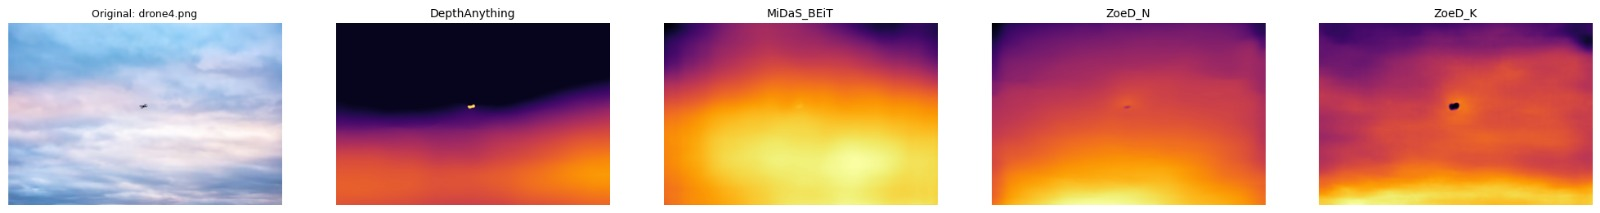 Original: drone4.png
DepthAnything
MiDaS_BEiT
ZoeD_N
ZoeD_K